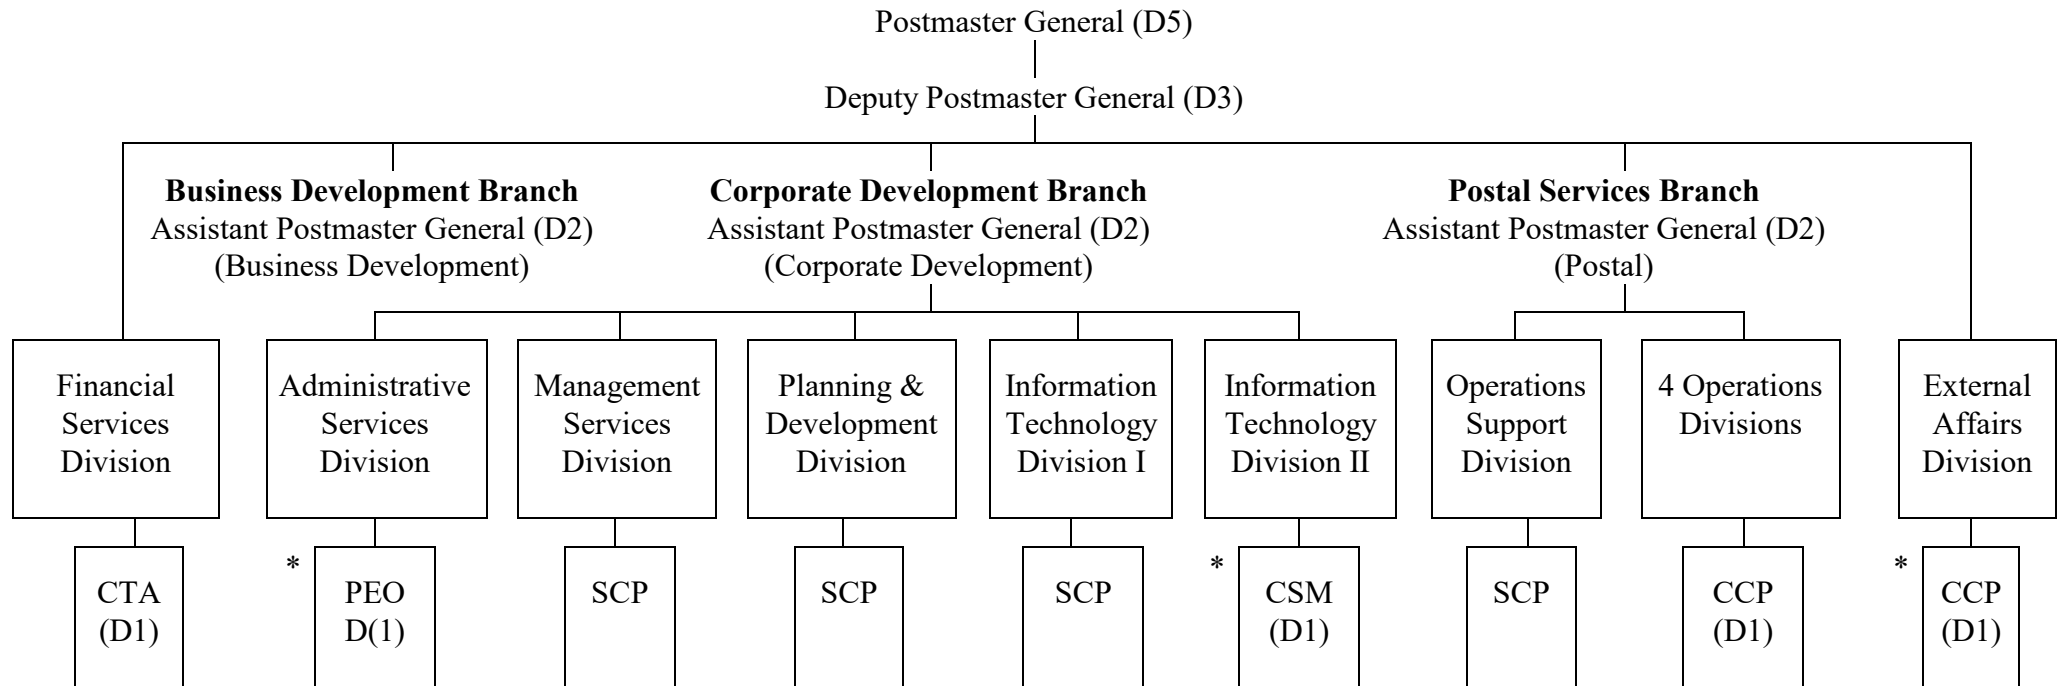 Postmaster General (D5)
Deputy Postmaster General (D3)
Business Development Branch
Assistant Postmaster General (D2)
(Business Development)
Corporate Development Branch
Assistant Postmaster General (D2)
(Corporate Development)
Postal Services Branch
Assistant Postmaster General (D2)
(Postal)
Financial
Services
Division
Administrative
Services
Division
Management
Services
Division
Planning &
Development
Division
Information
Technology
Division I
Information
Technology
Division II
Operations
Support
Division
4 Operations
Divisions
External
Affairs
Division
CTA
(D1)
*
PEO
D(1)
SCP
SCP
SCP
*
CSM
(D1)
SCP
CCP
(D1)
*
CCP
(D1)